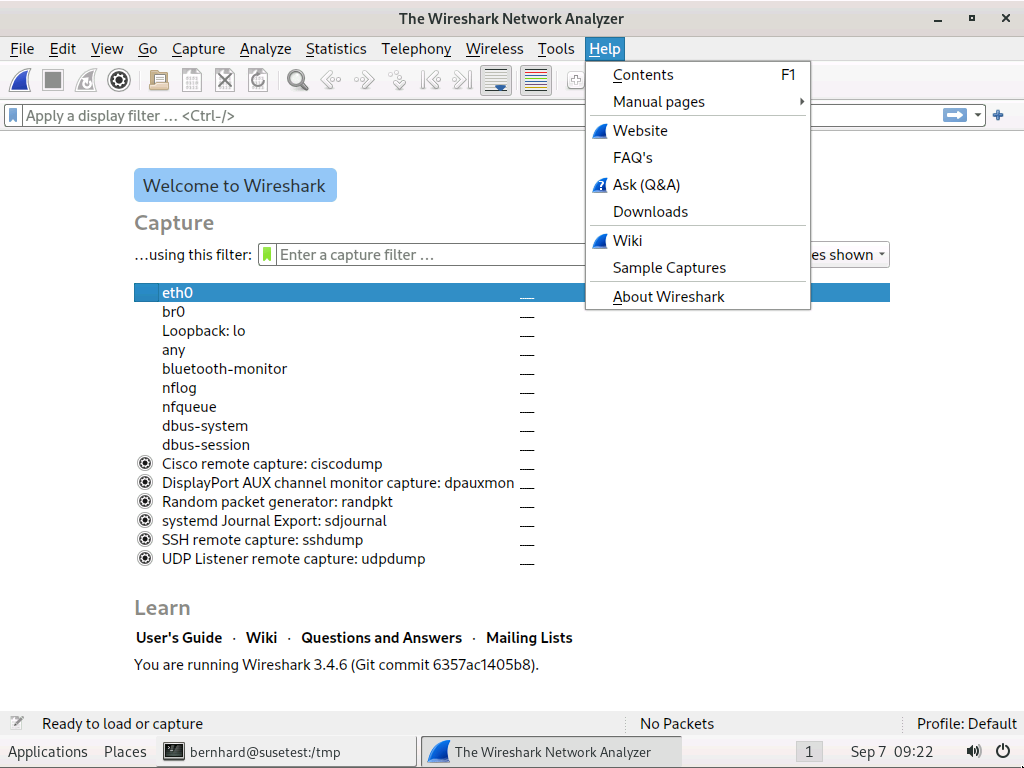 The Wireshark Network Analyzer
File Edit View Go Capture Analyze Statistics Telephony Wireless Tools Help
Contents F1
Manual pages
Website
FAQ's
Ask (Q&A)
Downloads
Wiki
Sample Captures
About Wireshark
Apply a display filter … <Ctrl-/>
Welcome to Wireshark
Capture
…using this filter: Enter a capture filter … es shown
eth0
br0
Loopback: lo
any
bluetooth-monitor
nflog
nfqueue
dbus-system
dbus-session
Cisco remote capture: ciscodump
DisplayPort AUX channel monitor capture: dpauxmon
Random packet generator: randpkt
systemd Journal Export: sdjournal
SSH remote capture: sshdump
UDP Listener remote capture: udpdump
Learn
User's Guide · Wiki · Questions and Answers · Mailing Lists
You are running Wireshark 3.4.6 (Git commit 6357ac1405b8).
Ready to load or capture No Packets Profile: Default
Applications Places bernhard@susetest:/tmp The Wireshark Network Analyzer 1 Sep 7 09:22